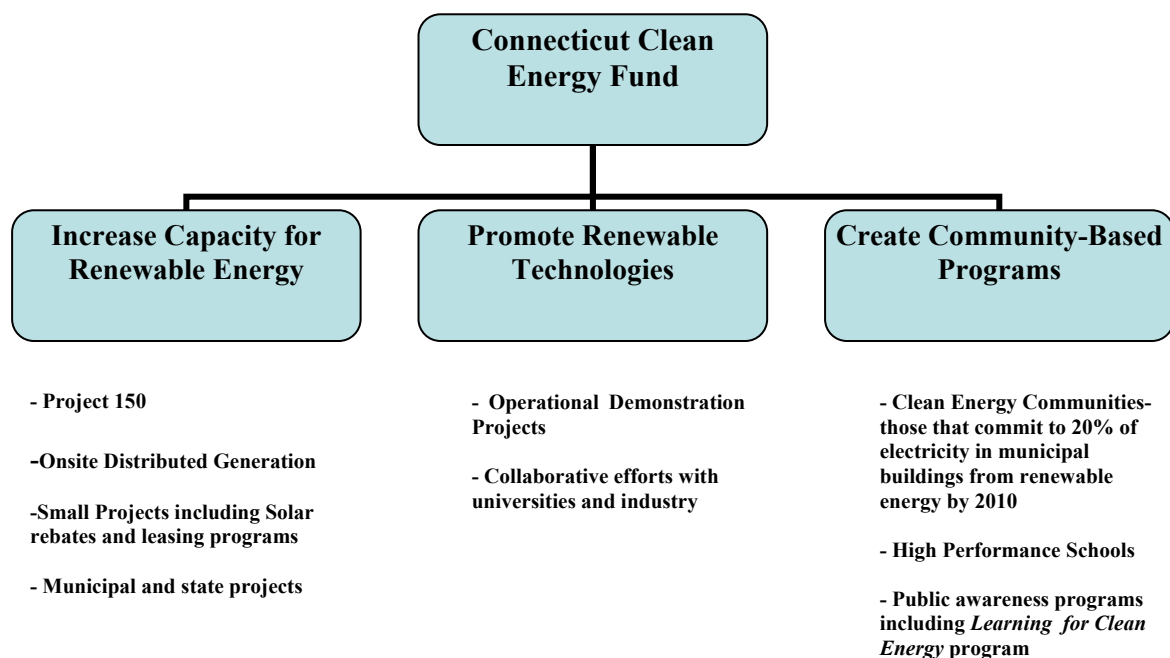 Connecticut Clean
Energy Fund
Increase Capacity for
Renewable Energy
Promote Renewable
Technologies
Create Community-Based
Programs
- Project 150
-Onsite Distributed Generation
-Small Projects including Solar
rebates and leasing programs
- Municipal and state projects
- Operational Demonstration
Projects
- Collaborative efforts with
universities and industry
- Clean Energy Communities-
those that commit to 20% of
electricity in municipal
buildings from renewable
energy by 2010
- High Performance Schools
- Public awareness programs
including Learning for Clean
Energy program